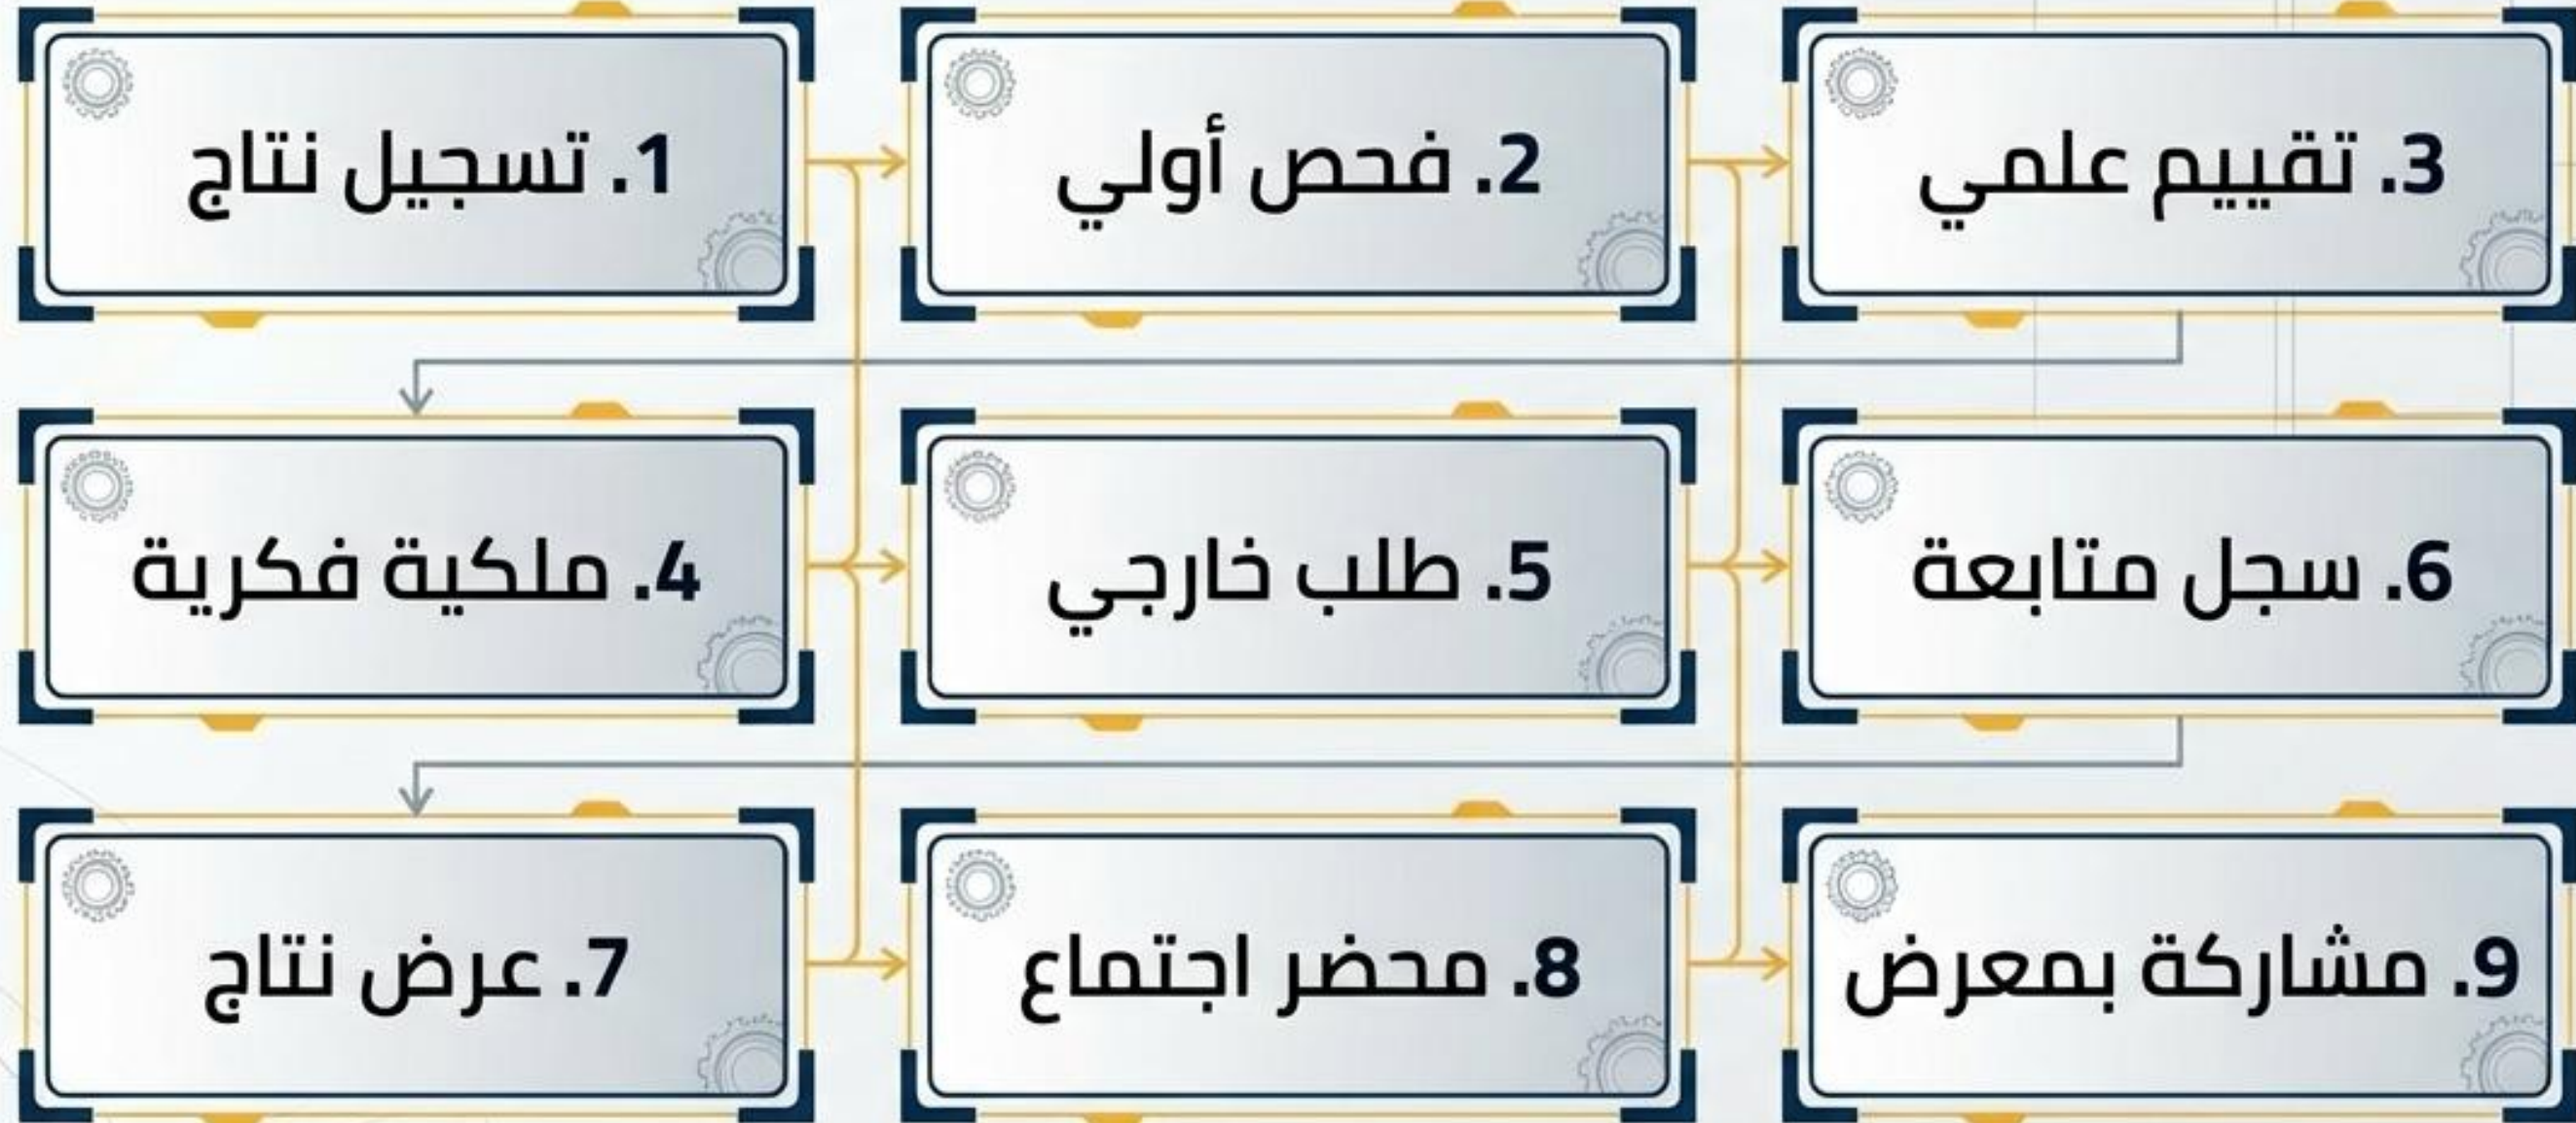 1. تسجيل نتاج
2. فحص أولي
3. تقييم علمي
4. ملكية فكرية
5. طلب خارجي
6. سجل متابعة
7. عرض نتاج
8. محضر اجتماع
9. مشاركة بمعرض